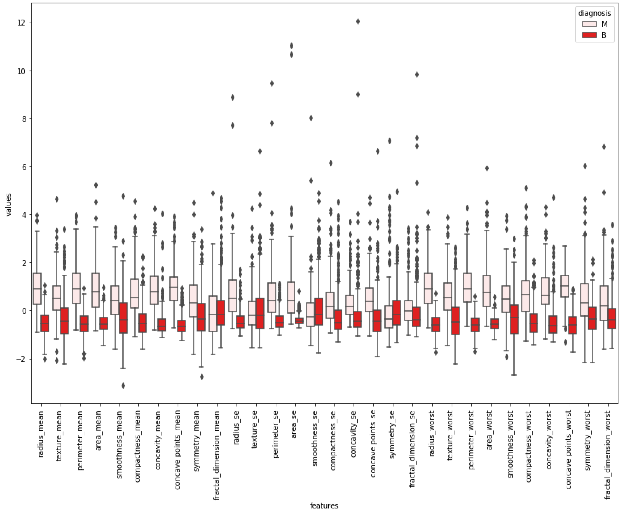 diagnosis
M
B
12
10
8
6
4
2
0
−2
values
radius_mean
texture_mean
perimeter_mean
area_mean
smoothness_mean
compactness_mean
concavity_mean
concave points_mean
symmetry_mean
fractal_dimension_mean
radius_se
texture_se
perimeter_se
area_se
smoothness_se
compactness_se
concavity_se
concave points_se
symmetry_se
fractal_dimension_se
radius_worst
texture_worst
perimeter_worst
area_worst
smoothness_worst
compactness_worst
concavity_worst
concave points_worst
symmetry_worst
fractal_dimension_worst
features